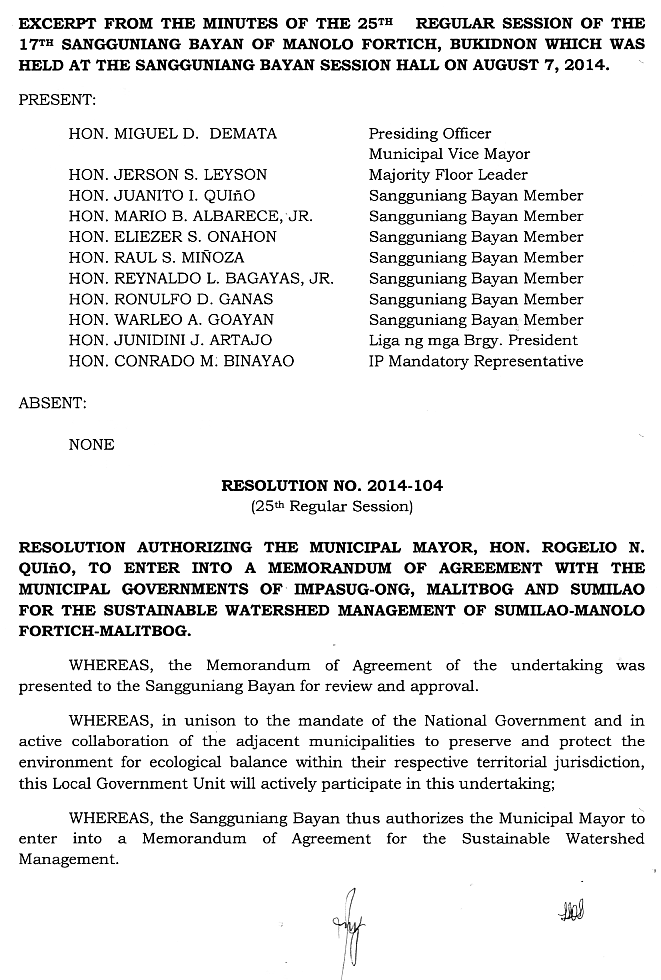 EXCERPT FROM THE MINUTES OF THE 25TH REGULAR SESSION OF THE
17TH SANGGUNIANG BAYAN OF MANOLO FORTICH, BUKIDNON WHICH WAS
HELD AT THE SANGGUNIANG BAYAN SESSION HALL ON AUGUST 7, 2014.
PRESENT:
HON. MIGUEL D. DEMATA Presiding Officer
Municipal Vice Mayor
HON. JERSON S. LEYSON Majority Floor Leader
HON. JUANITO I. QUIñO Sangguniang Bayan Member
HON. MARIO B. ALBARECE, JR. Sangguniang Bayan Member
HON. ELIEZER S. ONAHON Sangguniang Bayan Member
HON. RAUL S. MIÑOZA Sangguniang Bayan Member
HON. REYNALDO L. BAGAYAS, JR. Sangguniang Bayan Member
HON. RONULFO D. GANAS Sangguniang Bayan Member
HON. WARLEO A. GOAYAN Sangguniang Bayan Member
HON. JUNIDINI J. ARTAJO Liga ng mga Brgy. President
HON. CONRADO M. BINAYAO IP Mandatory Representative
ABSENT:
NONE
RESOLUTION NO. 2014-104
(25th Regular Session)
RESOLUTION AUTHORIZING THE MUNICIPAL MAYOR, HON. ROGELIO N.
QUIñO, TO ENTER INTO A MEMORANDUM OF AGREEMENT WITH THE
MUNICIPAL GOVERNMENTS OF IMPASUG-ONG, MALITBOG AND SUMILAO
FOR THE SUSTAINABLE WATERSHED MANAGEMENT OF SUMILAO-MANOLO
FORTICH-MALITBOG.
WHEREAS, the Memorandum of Agreement of the undertaking was
presented to the Sangguniang Bayan for review and approval.
WHEREAS, in unison to the mandate of the National Government and in
active collaboration of the adjacent municipalities to preserve and protect the
environment for ecological balance within their respective territorial jurisdiction,
this Local Government Unit will actively participate in this undertaking;
WHEREAS, the Sangguniang Bayan thus authorizes the Municipal Mayor to
enter into a Memorandum of Agreement for the Sustainable Watershed
Management.